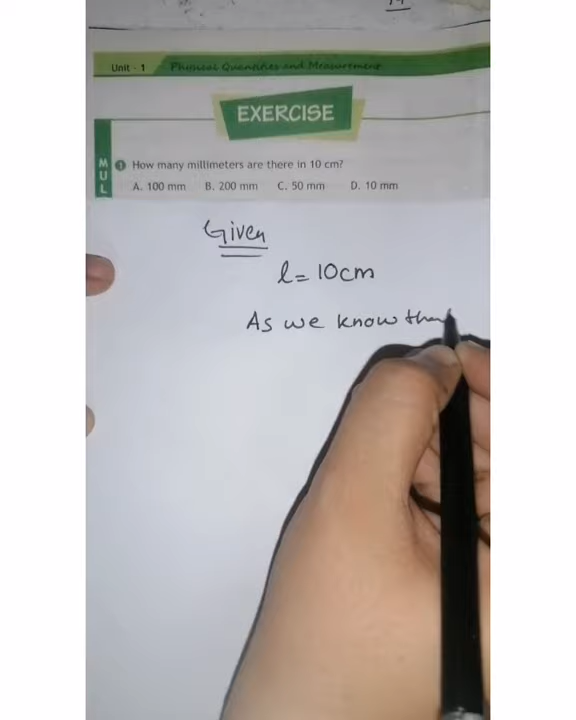 Unit - 1 Physical Quantities and Measurement
EXERCISE
MUL
1 How many millimeters are there in 10 cm?
A. 100 mm B. 200 mm C. 50 mm D. 10 mm
Given
l = 10cm
As we know